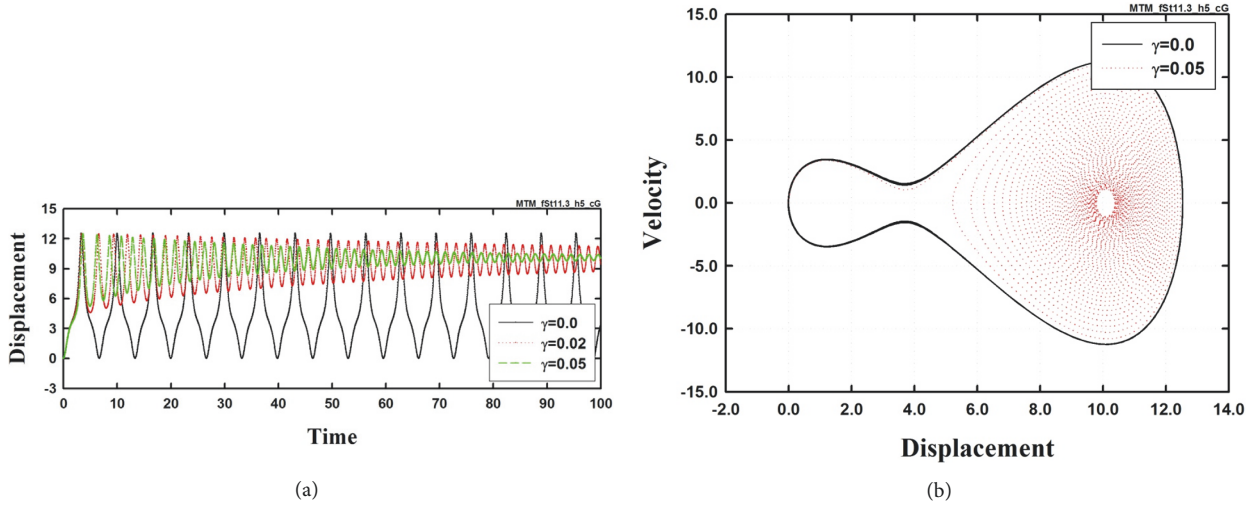 MTM_fSt11.3_h5_cG
15
12
9
6
3
0
-3
Displacement
γ=0.0
γ=0.02
γ=0.05
0 10 20 30 40 50 60 70 80 90 100
Time
(a)
MTM_fSt11.3_h5_cG
15.0
10.0
5.0
0.0
-5.0
-10.0
-15.0
Velocity
γ=0.0
γ=0.05
-2.0 0.0 2.0 4.0 6.0 8.0 10.0 12.0 14.0
Displacement
(b)